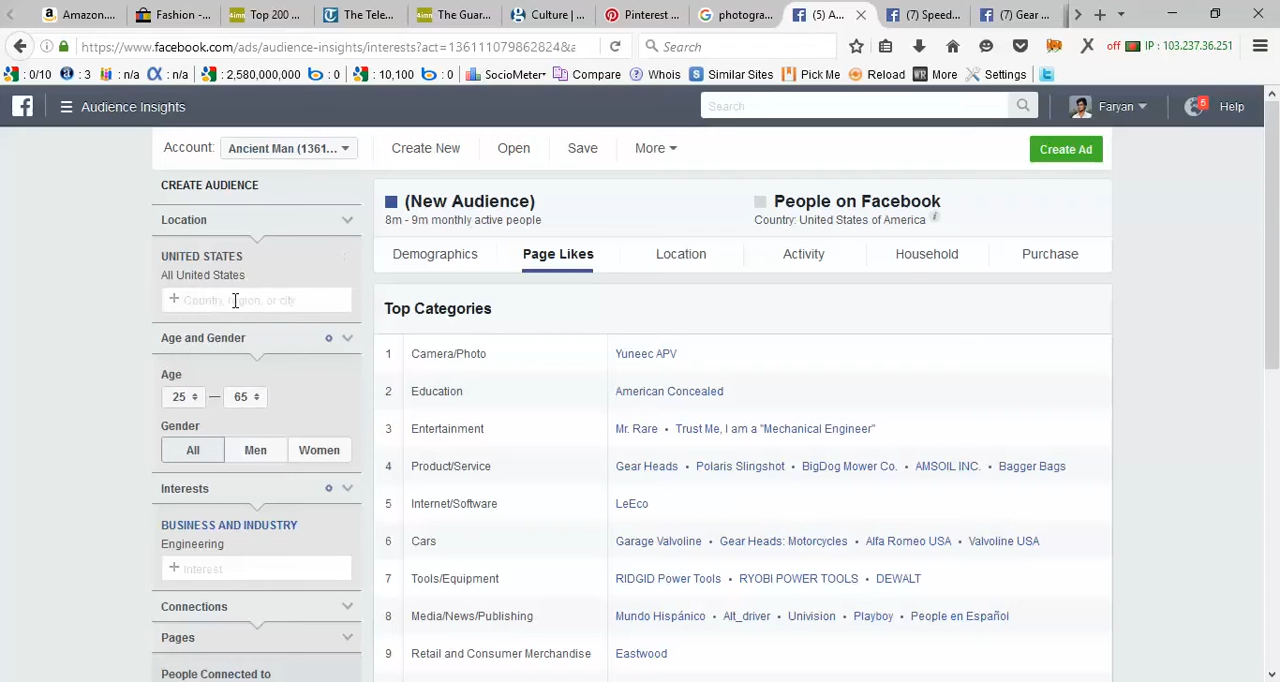 Amazon....
Fashion -...
Top 200 ...
The Tele...
The Guar...
Culture | ...
Pinterest ...
photogra...
(5) A...
(7) Speed...
(7) Gear ...
https://www.facebook.com/ads/audience-insights/interests?act=1361110798628​24&a
Search
off IP : 103.237.36.251
: 0/10 : n/a : n/a : 2,580,000,000 : 0 : 10,100 : 0 SocioMeter Compare Whois Similar Sites Pick Me Reload More Settings
Audience Insights
Search
Faryan
5
Help
Account: Ancient Man (1361...
Create New
Open
Save
More
Create Ad
CREATE AUDIENCE
Location
UNITED STATES
All United States
+ Country, region, or city
Age and Gender
Age
25 — 65
Gender
All Men Women
Interests
BUSINESS AND INDUSTRY
Engineering
+ Interest
Connections
Pages
People Connected to
(New Audience)
8m - 9m monthly active people
People on Facebook
Country: United States of America
Demographics Page Likes Location Activity Household Purchase
Top Categories
1 Camera/Photo Yuneec APV
2 Education American Concealed
3 Entertainment Mr. Rare • Trust Me, I am a "Mechanical Engineer"
4 Product/Service Gear Heads • Polaris Slingshot • BigDog Mower Co. • AMSOIL INC. • Bagger Bags
5 Internet/Software LeEco
6 Cars Garage Valvoline • Gear Heads: Motorcycles • Alfa Romeo USA • Valvoline USA
7 Tools/Equipment RIDGID Power Tools • RYOBI POWER TOOLS • DEWALT
8 Media/News/Publishing Mundo Hispánico • Alt_driver • Univision • Playboy • People en Español
9 Retail and Consumer Merchandise Eastwood